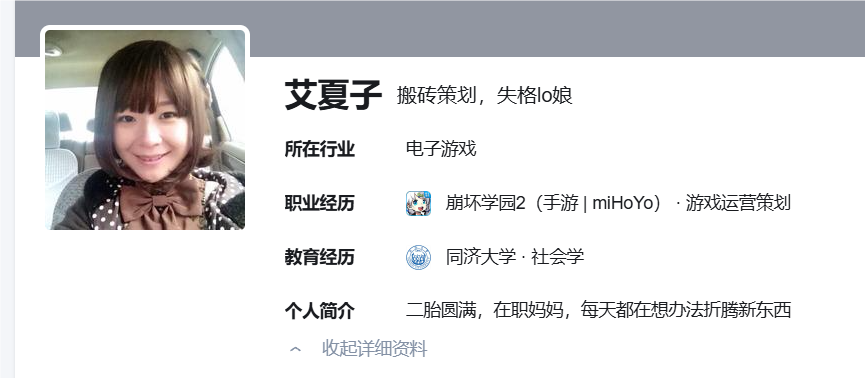 艾夏子 搬砖策划，失格lo娘
所在行业 电子游戏
职业经历 崩坏学园2（手游 | miHoYo） · 游戏运营策划
教育经历 同济大学 · 社会学
个人简介 二胎圆满，在职妈妈，每天都在想办法折腾新东西
收起详细资料